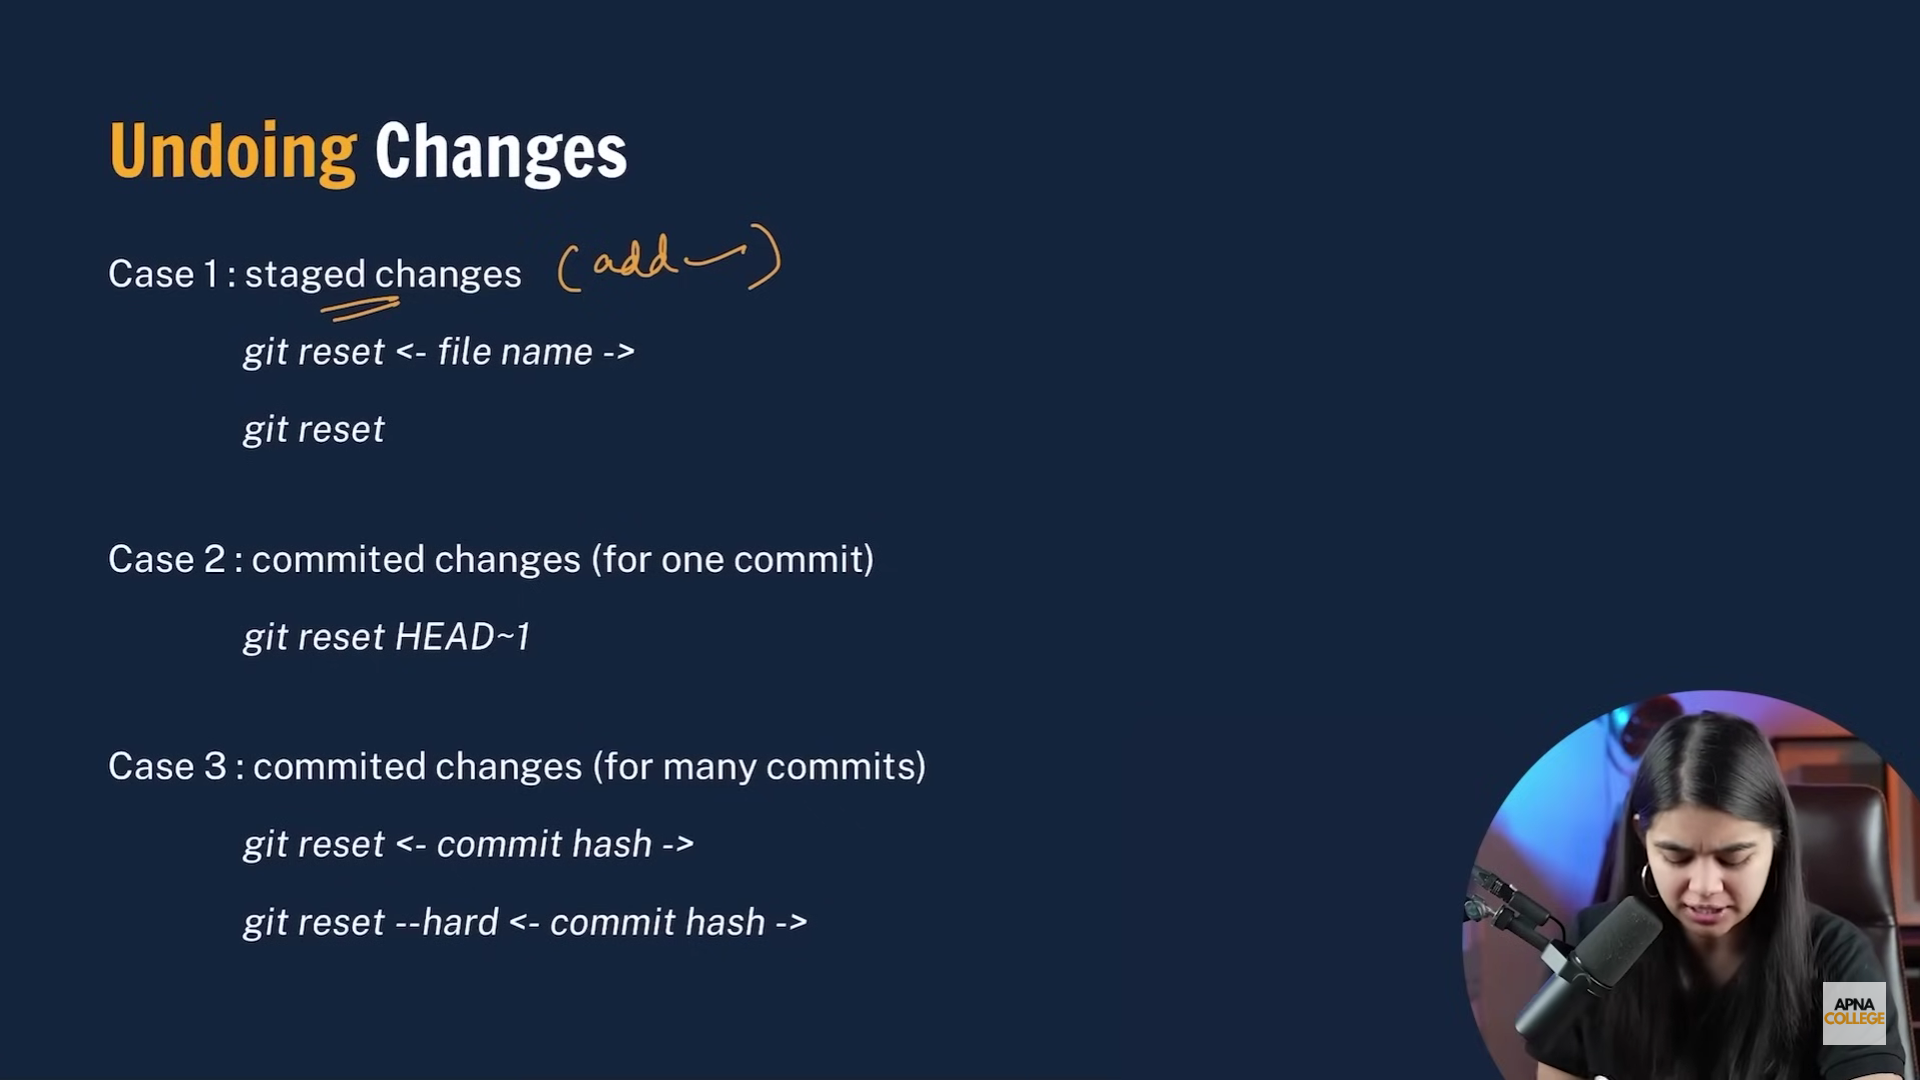 Undoing Changes
Case 1 : staged changes (add )
git reset <- file name ->
git reset
Case 2 : commited changes (for one commit)
git reset HEAD~1
Case 3 : commited changes (for many commits)
git reset <- commit hash ->
git reset --hard <- commit hash ->
APNA
COLLEGE